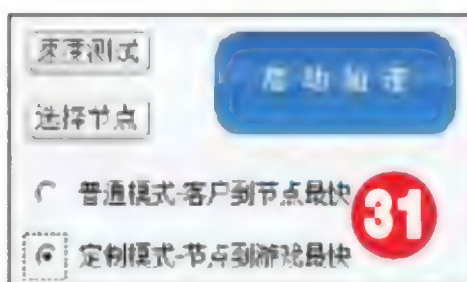 速度测试
启动加速
选择节点
普通模式-客户到节点最快
31
定制模式-节点到游戏最快